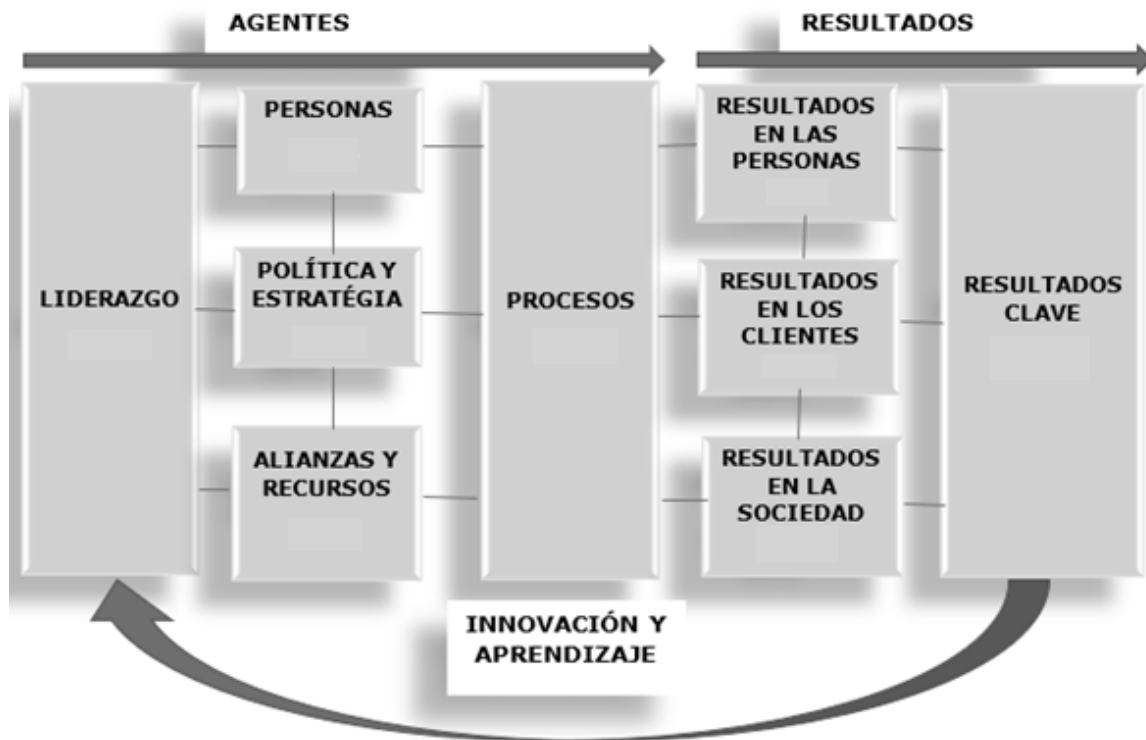 AGENTES
RESULTADOS
LIDERAZGO
PERSONAS
POLÍTICA Y
ESTRATÉGIA
ALIANZAS Y
RECURSOS
PROCESOS
RESULTADOS
EN LAS
PERSONAS
RESULTADOS
EN LOS
CLIENTES
RESULTADOS
EN LA
SOCIEDAD
RESULTADOS
CLAVE
INNOVACIÓN Y
APRENDIZAJE